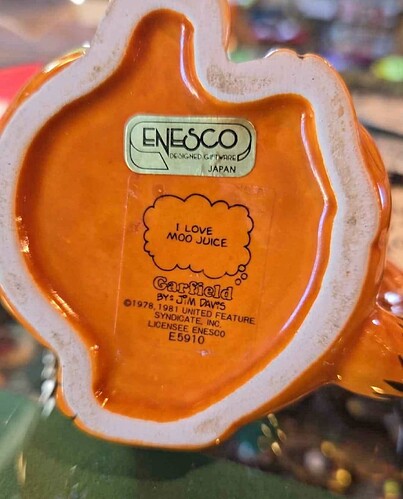 ENESCO
DESIGNED GIFTWARE
JAPAN
I LOVE
MOO JUICE
Garfield
BY: JIM DAVIS
©1978, 1981 UNITED FEATURE
SYNDICATE, INC.
LICENSEE ENESCO
E5910